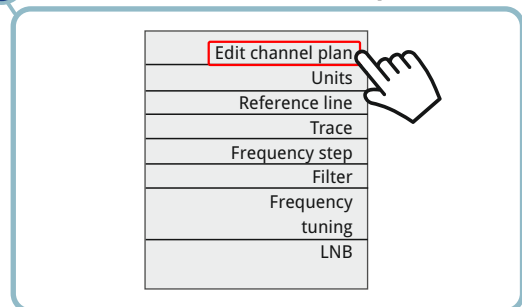 Edit channel plan
Units
Reference line
Trace
Frequency step
Filter
Frequency
tuning
LNB